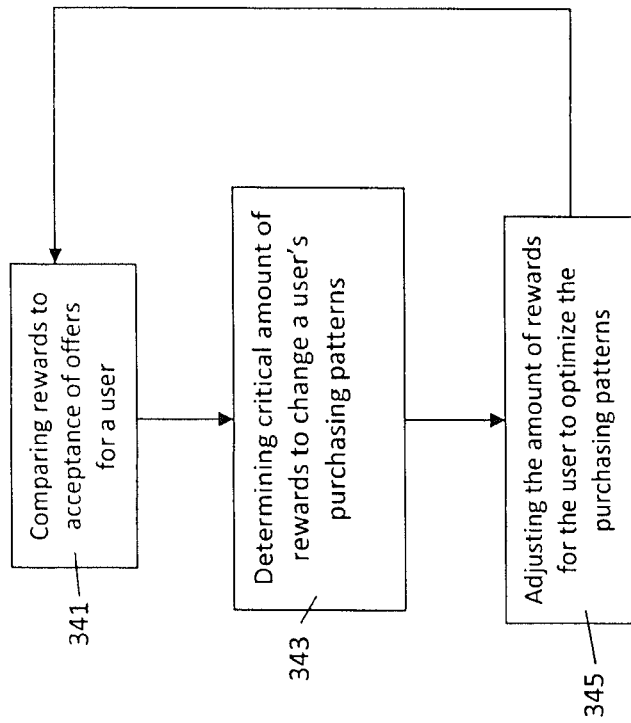 Comparing rewards to
acceptance of offers
for a user
341
Determining critical amount of
rewards to change a user's
purchasing patterns
343
Adjusting the amount of rewards
for the user to optimize the
purchasing patterns
345